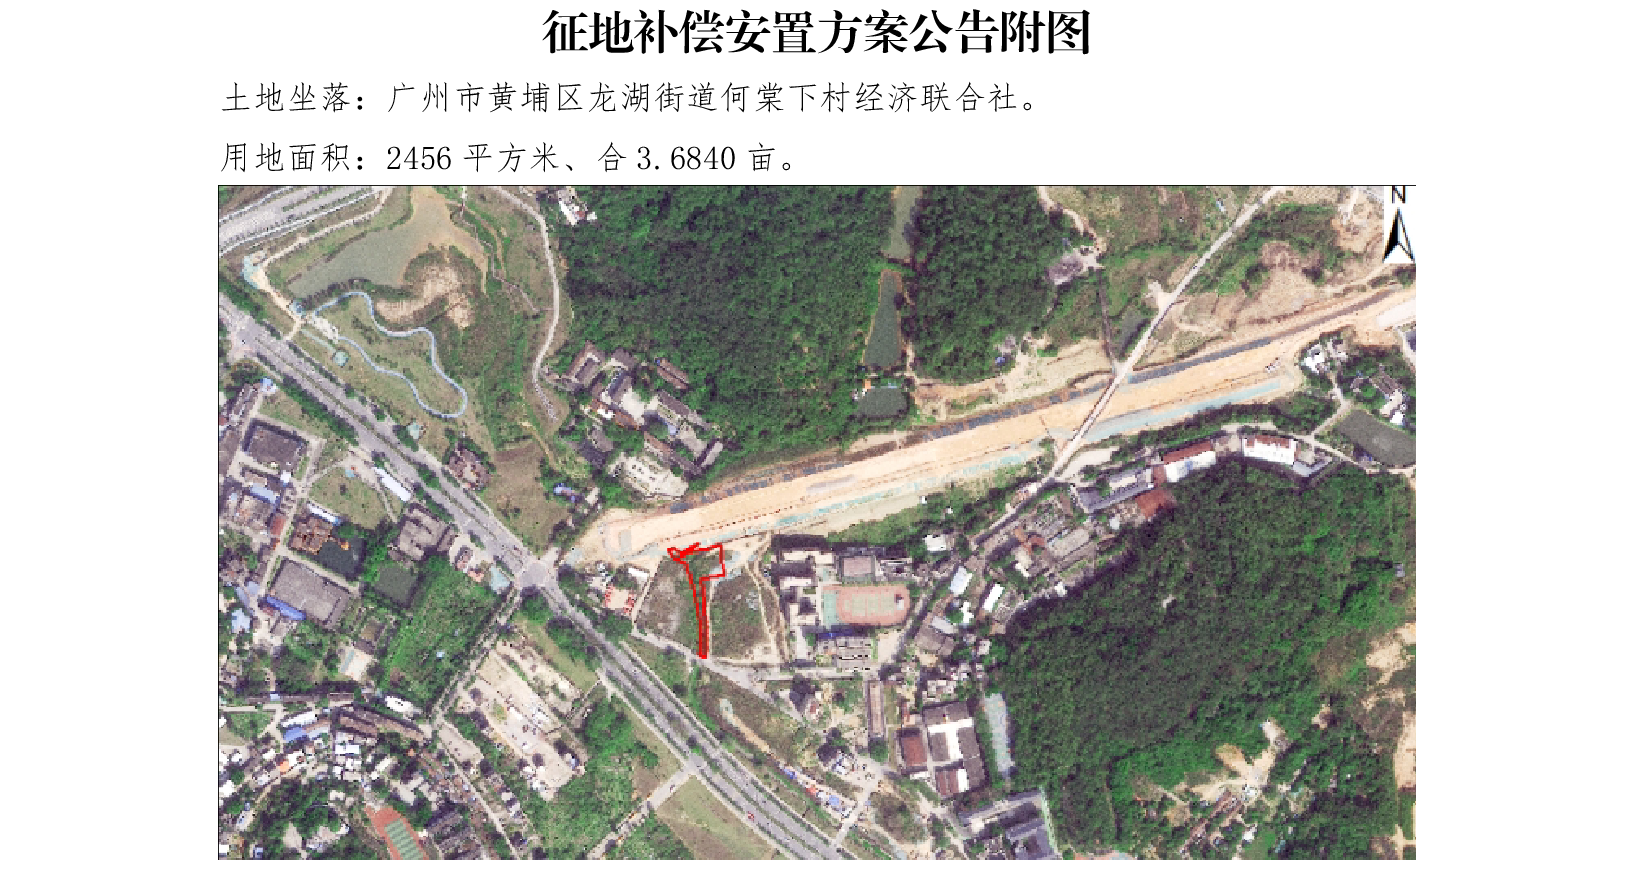 征地补偿安置方案公告附图
土地坐落：广州市黄埔区龙湖街道何棠下村经济联合社。
用地面积：2456 平方米、合 3.6840 亩。
N